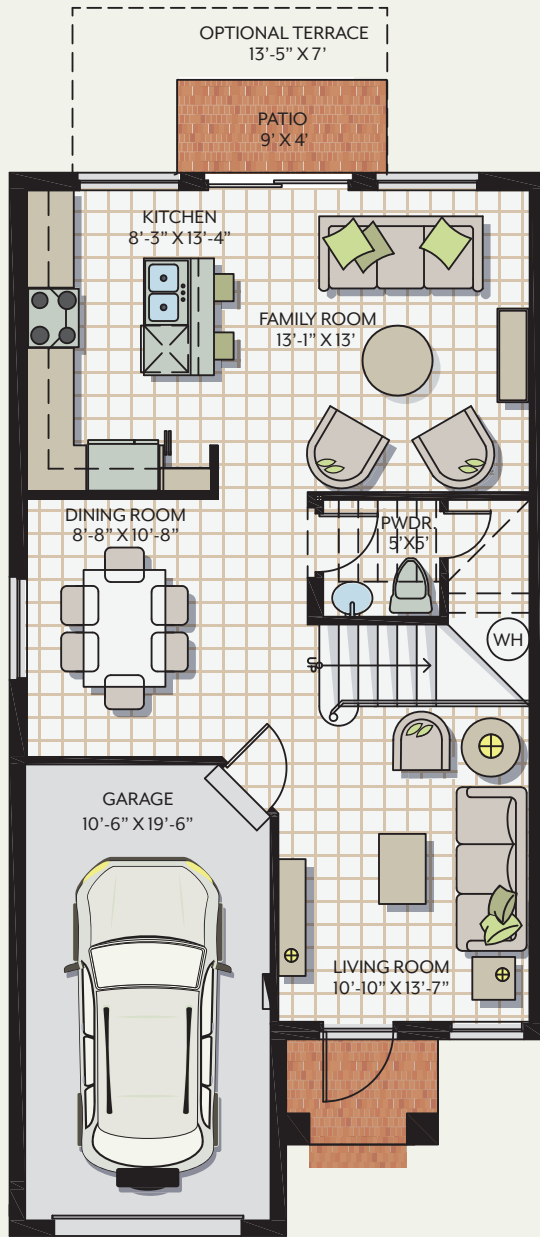 OPTIONAL TERRACE
13'-5" X 7'
PATIO
9' X 4'
KITCHEN
8'-3" X 13'-4"
FAMILY ROOM
13'-1" X 13'
DINING ROOM
8'-8" X 10'-8"
PWDR.
5'X5'
WH
UP
GARAGE
10'-6" X 19'-6"
LIVING ROOM
10'-10" X 13'-7"